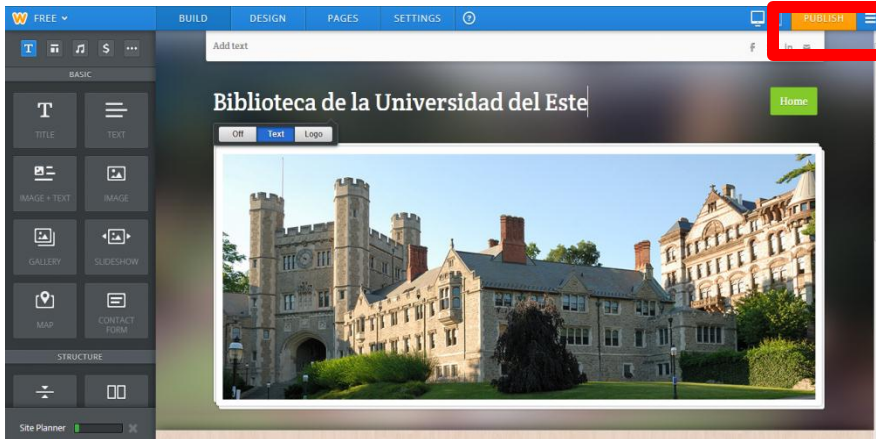 FREE
BUILD DESIGN PAGES SETTINGS ?
PUBLISH
T $ ...
BASIC
T
TITLE TEXT
IMAGE + TEXT IMAGE
GALLERY SLIDESHOW
MAP CONTACT
FORM
STRUCTURE
Site Planner
Add text
f in
Biblioteca de la Universidad del Este
Home
Off Text Logo